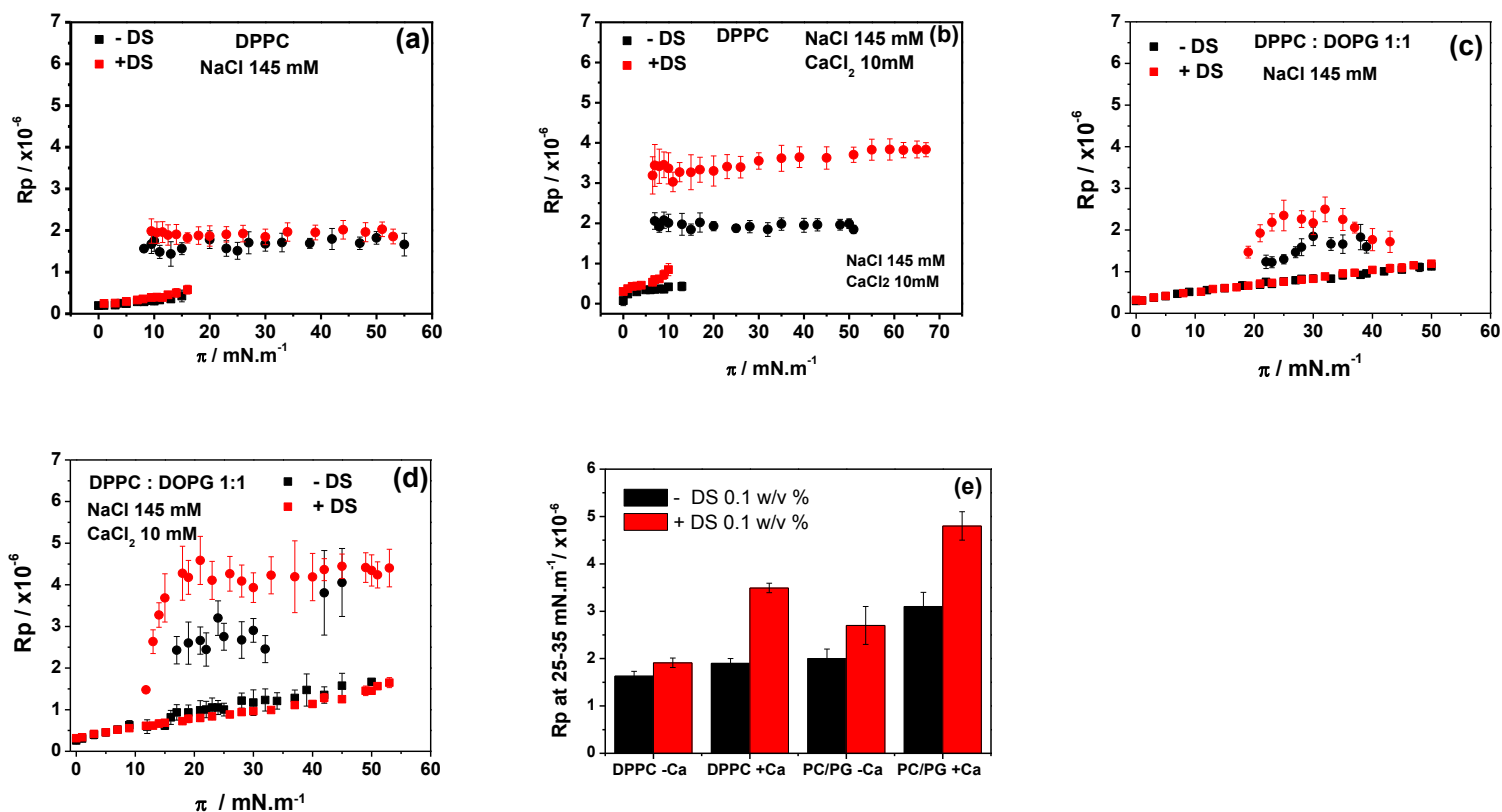 (a)
- DS
+DS
DPPC
NaCl 145 mM
7
6
5
4
3
2
1
0
Rp / x10⁻⁶
0 10 20 30 40 50 60
π / mN.m⁻¹
(b)
- DS
+DS
DPPC
NaCl 145 mM
CaCl₂ 10mM
7
6
5
4
3
2
1
0
Rp / x10⁻⁶
NaCl 145 mM
CaCl2 10mM
0 10 20 30 40 50 60 70
π / mN.m⁻¹
(c)
- DS
+ DS
DPPC : DOPG 1:1
NaCl 145 mM
7
6
5
4
3
2
1
0
Rp / x10⁻⁶
0 10 20 30 40 50 60
π / mN.m⁻¹
(d)
DPPC : DOPG 1:1
NaCl 145 mM
CaCl₂ 10 mM
- DS
+ DS
7
6
5
4
3
2
1
0
Rp / x10⁻⁶
0 10 20 30 40 50 60
π / mN.m⁻¹
(e)
- DS 0.1 w/v %
+ DS 0.1 w/v %
6
5
4
3
2
1
0
Rp at 25-35 mN.m⁻¹/ x10⁻⁶
DPPC -Ca DPPC +Ca PC/PG -Ca PC/PG +Ca